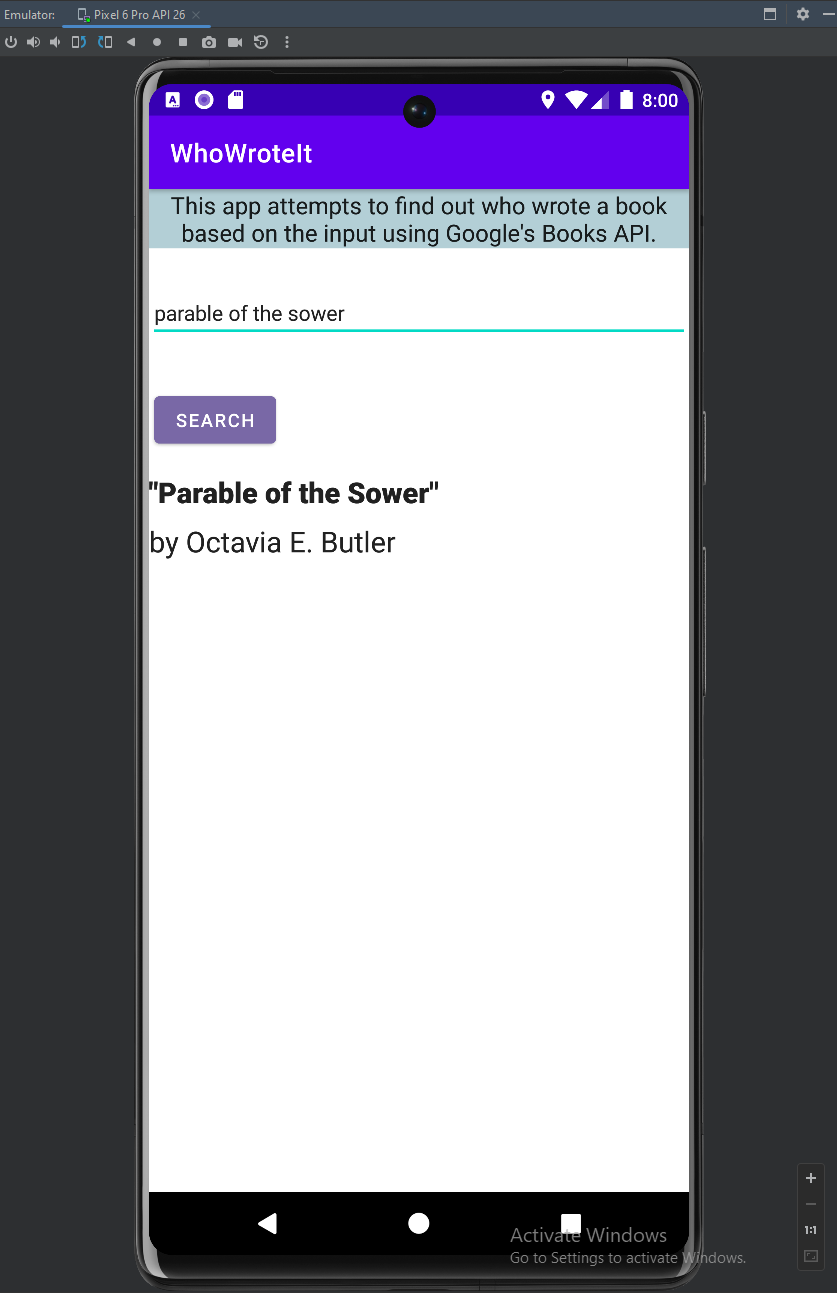 Emulator: Pixel 6 Pro API 26
8:00
WhoWroteIt
This app attempts to find out who wrote a book
based on the input using Google's Books API.
parable of the sower
SEARCH
"Parable of the Sower"
by Octavia E. Butler
1:1
Activate Windows
Go to Settings to activate Windows.